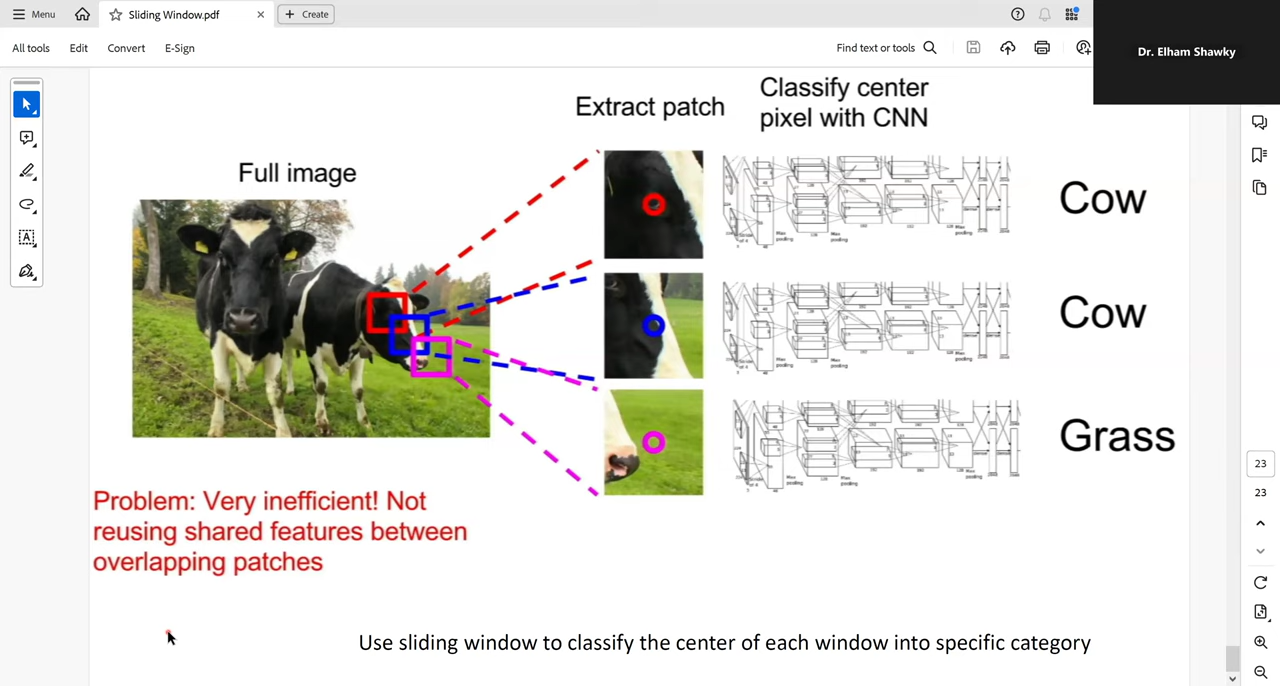 Menu
Sliding Window.pdf
Create
All tools
Edit
Convert
E-Sign
Find text or tools
Dr. Elham Shawky
Extract patch
Classify center
pixel with CNN
Full image
Cow
Cow
Grass
Problem: Very inefficient! Not
reusing shared features between
overlapping patches
Use sliding window to classify the center of each window into specific category
23
23